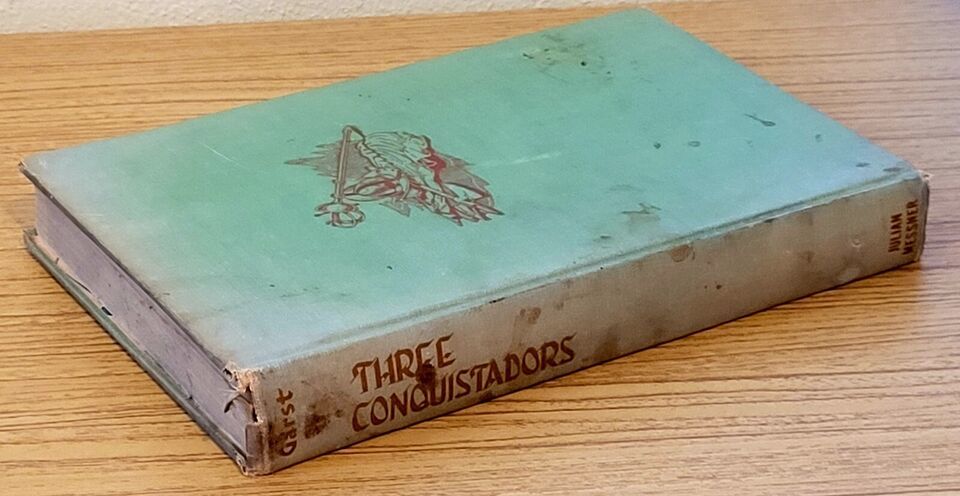 Garst
THREE
CONQUISTADORS
JULIAN
MESSNER